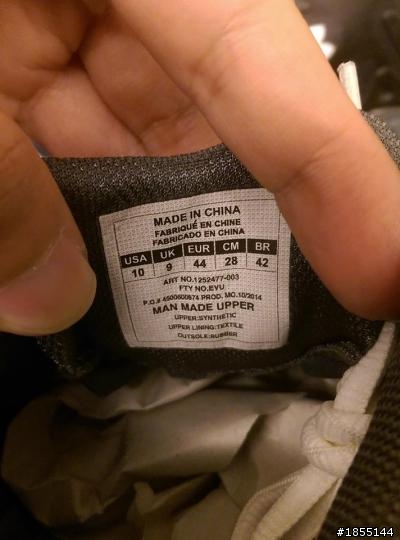 MADE IN CHINA
FABRIQUÉ EN CHINE
FABRICADO EN CHINA
USA UK EUR CM BR
10 9 44 28 42
ART NO.1252477-003
FTY NO.EVU
P.O.# 4500600874 PROD. MO.10/2014
MAN MADE UPPER
UPPER:SYNTHETIC
UPPER LINING:TEXTILE
OUTSOLE:RUBBER
#1855144